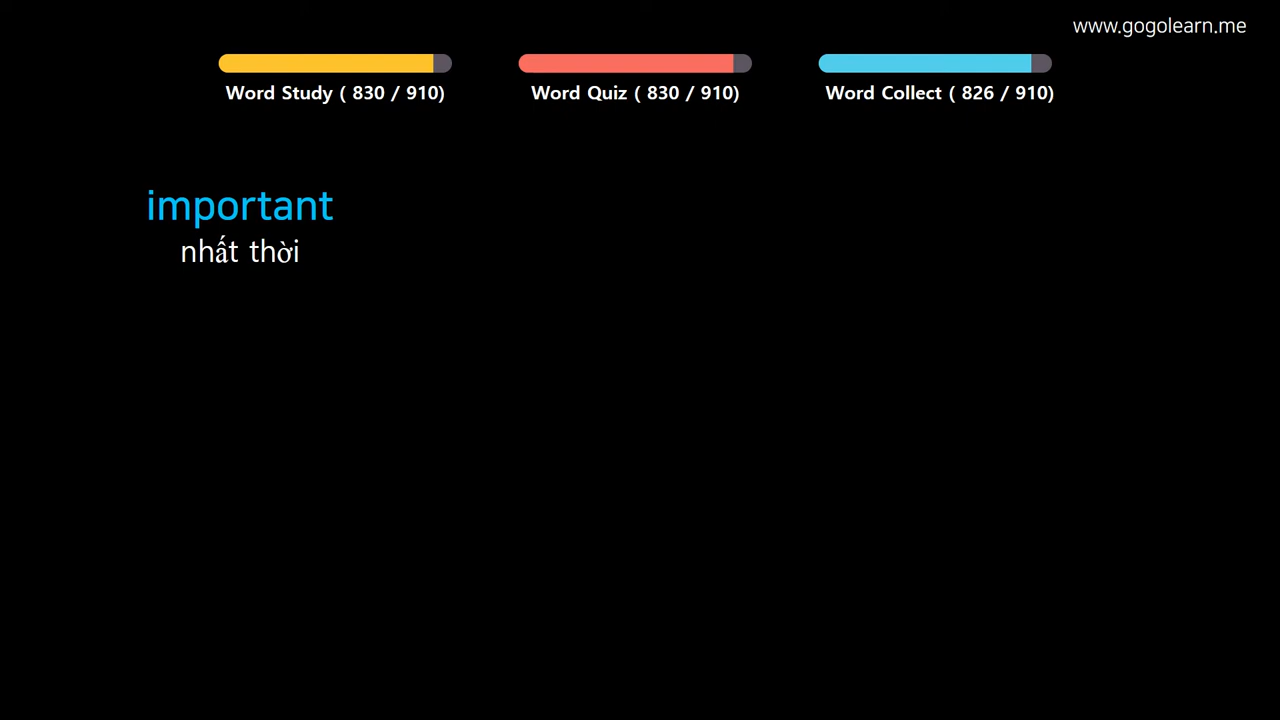 www.gogolearn.me
Word Study ( 830 / 910)
Word Quiz ( 830 / 910)
Word Collect ( 826 / 910)
important
nhất thời